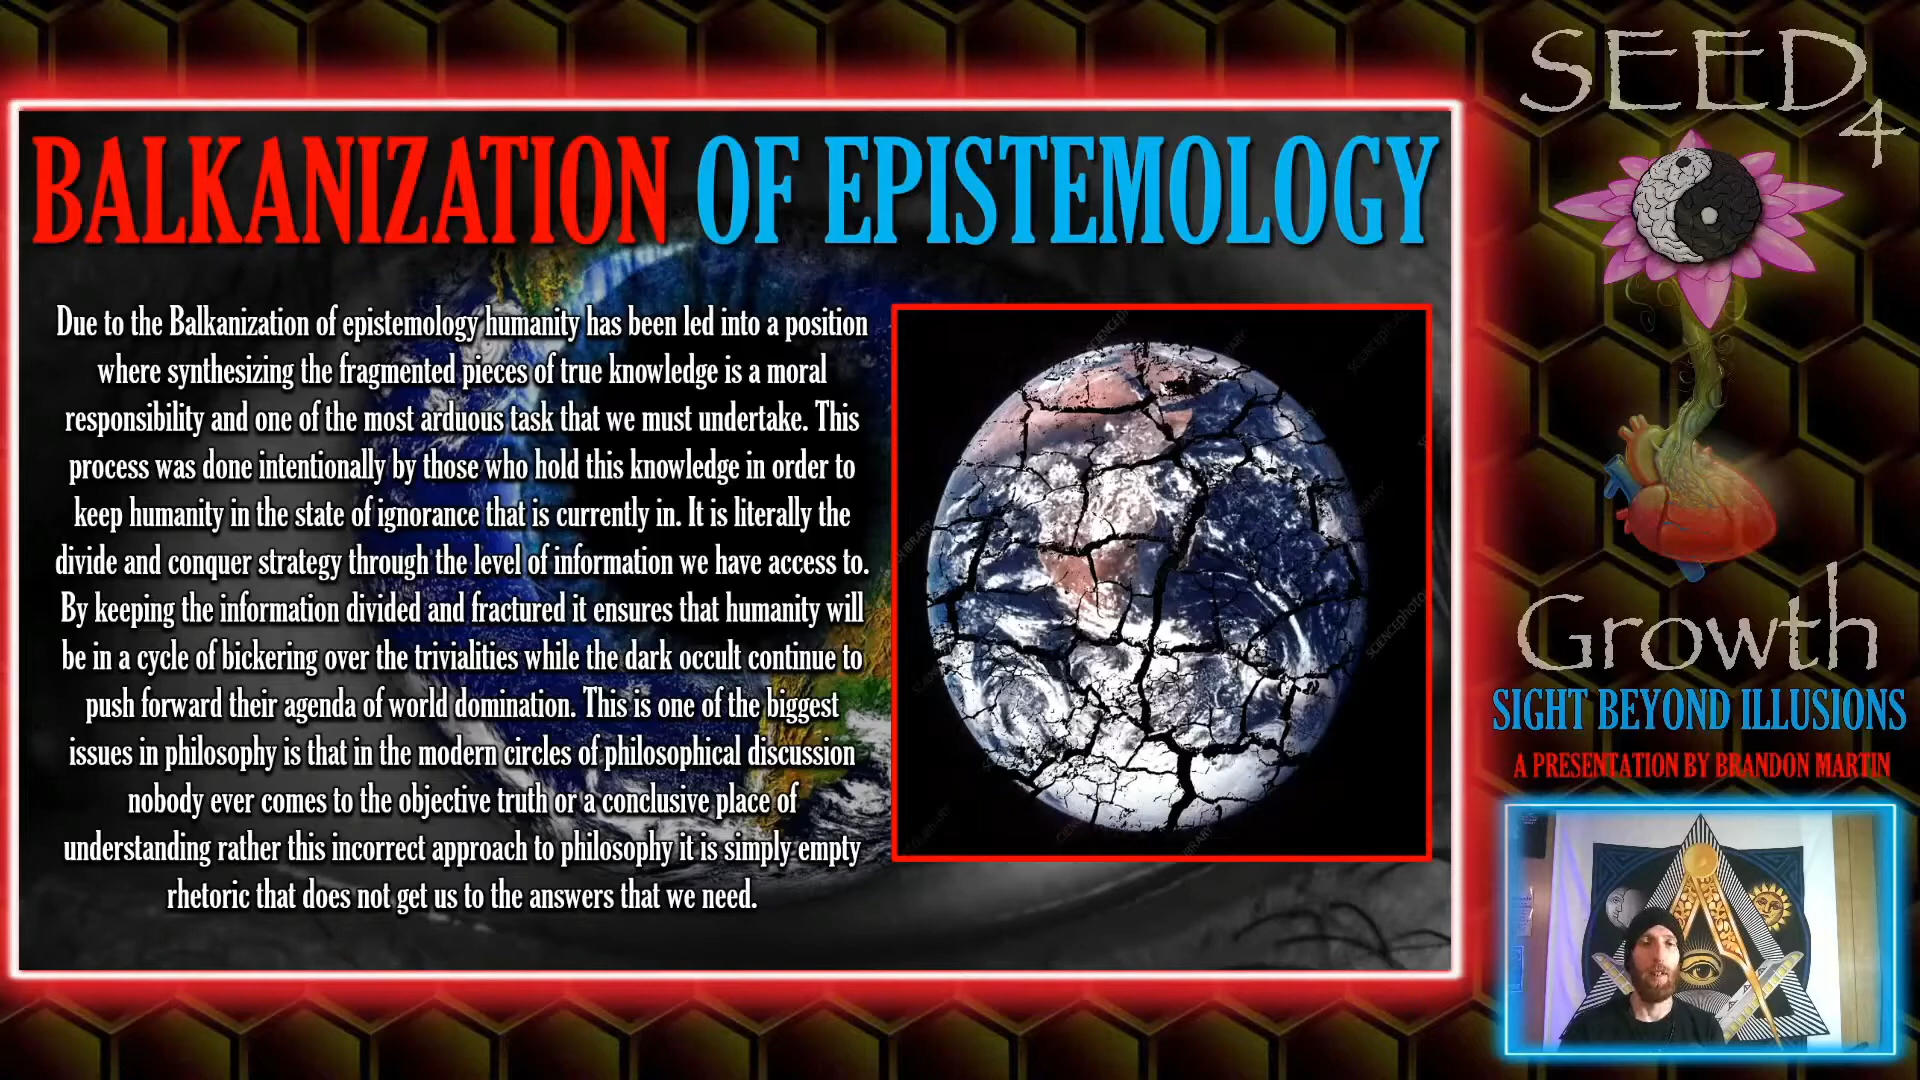 BALKANIZATION OF EPISTEMOLOGY
Due to the Balkanization of epistemology humanity has been led into a position
where synthesizing the fragmented pieces of true knowledge is a moral
responsibility and one of the most arduous task that we must undertake. This
process was done intentionally by those who hold this knowledge in order to
keep humanity in the state of ignorance that is currently in. It is literally the
divide and conquer strategy through the level of information we have access to.
By keeping the information divided and fractured it ensures that humanity will
be in a cycle of bickering over the trivialities while the dark occult continue to
push forward their agenda of world domination. This is one of the biggest
issues in philosophy is that in the modern circles of philosophical discussion
nobody ever comes to the objective truth or a conclusive place of
understanding rather this incorrect approach to philosophy it is simply empty
rhetoric that does not get us to the answers that we need.
SEED
4
Growth
SIGHT BEYOND ILLUSIONS
A PRESENTATION BY BRANDON MARTIN